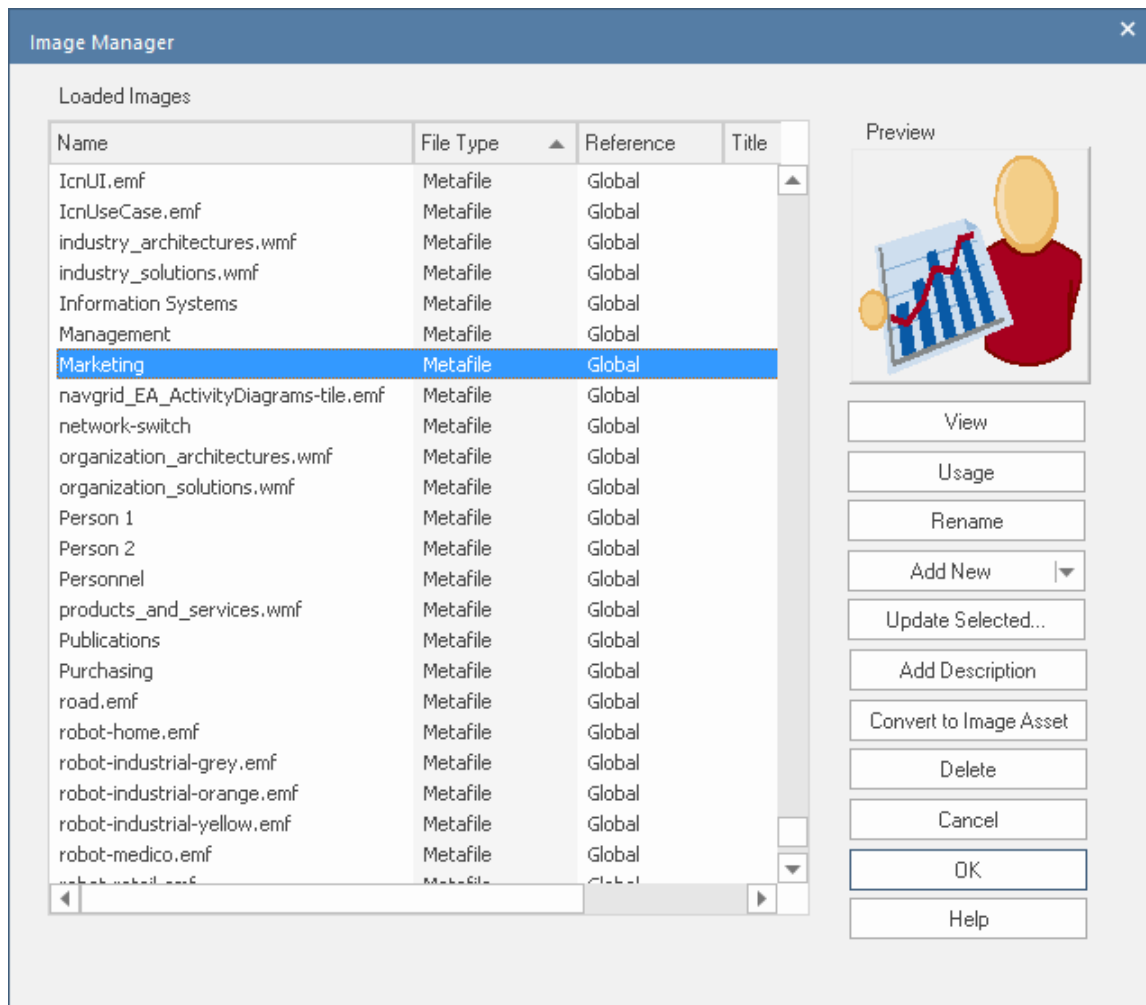 Image Manager
Loaded Images
Name File Type Reference Title
IcnUI.emf Metafile Global
IcnUseCase.emf Metafile Global
industry_architectures.wmf Metafile Global
industry_solutions.wmf Metafile Global
Information Systems Metafile Global
Management Metafile Global
Marketing Metafile Global
navgrid_EA_ActivityDiagrams-tile.emf Metafile Global
network-switch Metafile Global
organization_architectures.wmf Metafile Global
organization_solutions.wmf Metafile Global
Person 1 Metafile Global
Person 2 Metafile Global
Personnel Metafile Global
products_and_services.wmf Metafile Global
Publications Metafile Global
Purchasing Metafile Global
road.emf Metafile Global
robot-home.emf Metafile Global
robot-industrial-grey.emf Metafile Global
robot-industrial-orange.emf Metafile Global
robot-industrial-yellow.emf Metafile Global
robot-medico.emf Metafile Global
Preview
View
Usage
Rename
Add New
Update Selected...
Add Description
Convert to Image Asset
Delete
Cancel
OK
Help